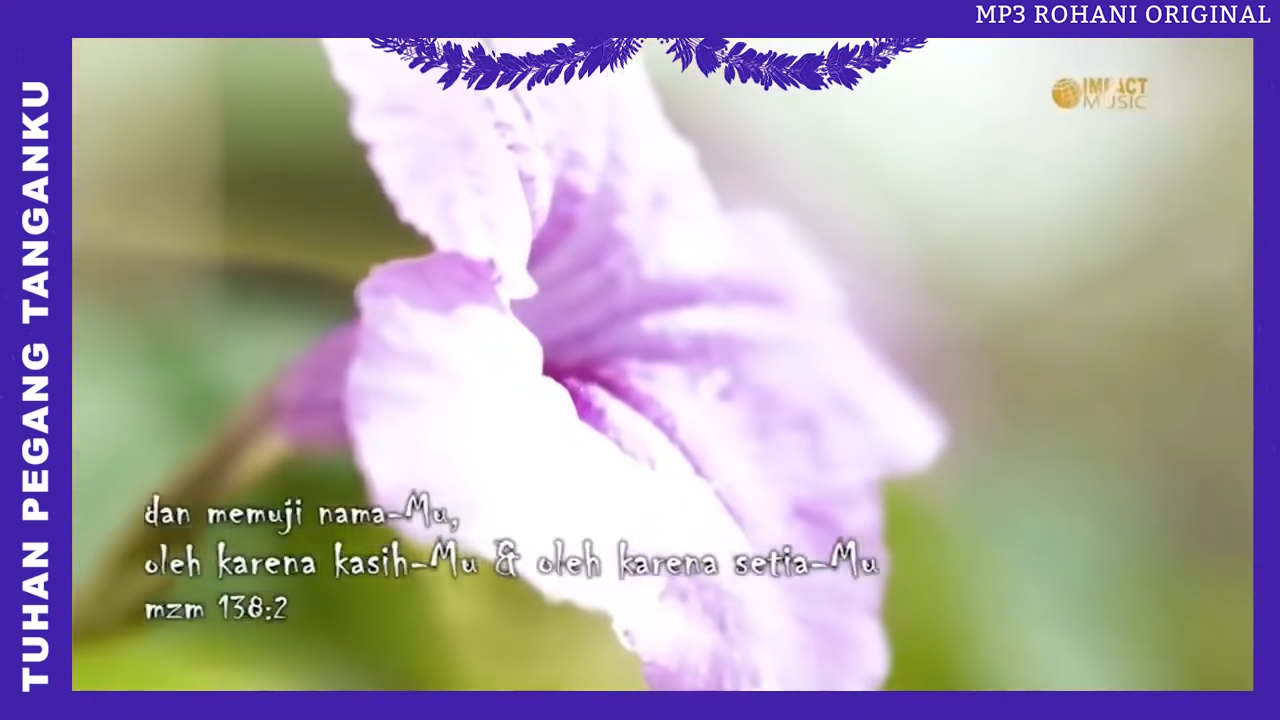 MP3 ROHANI ORIGINAL
IMPACT
MUSIC
TUHAN PEGANG TANGANKU
dan memuji nama-Mu,
oleh karena kasih-Mu & oleh karena setia-Mu
mzm 138:2